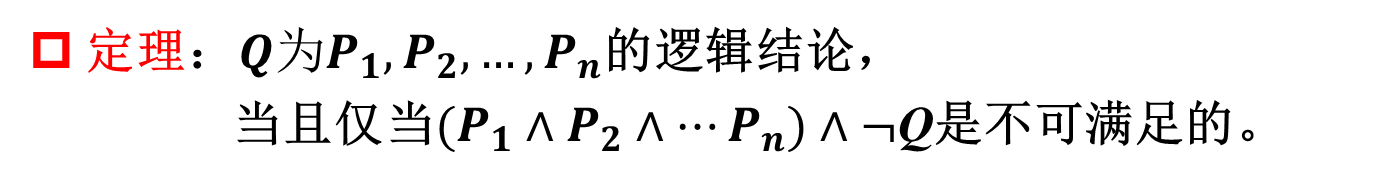 定理：Q为P₁, P₂, … , Pₙ的逻辑结论，
当且仅当(P₁ ∧ P₂ ∧ ⋯ Pₙ) ∧ ¬Q是不可满足的。